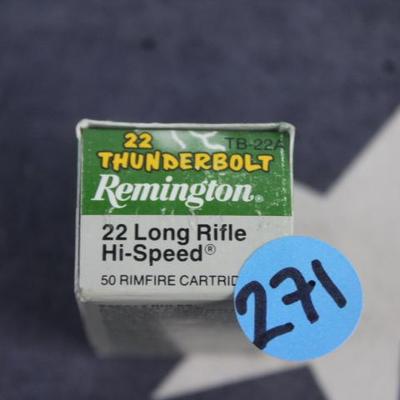 22
THUNDERBOLT
TB-22A
Remington®
22 Long Rifle
Hi-Speed®
50 RIMFIRE CARTRID
271